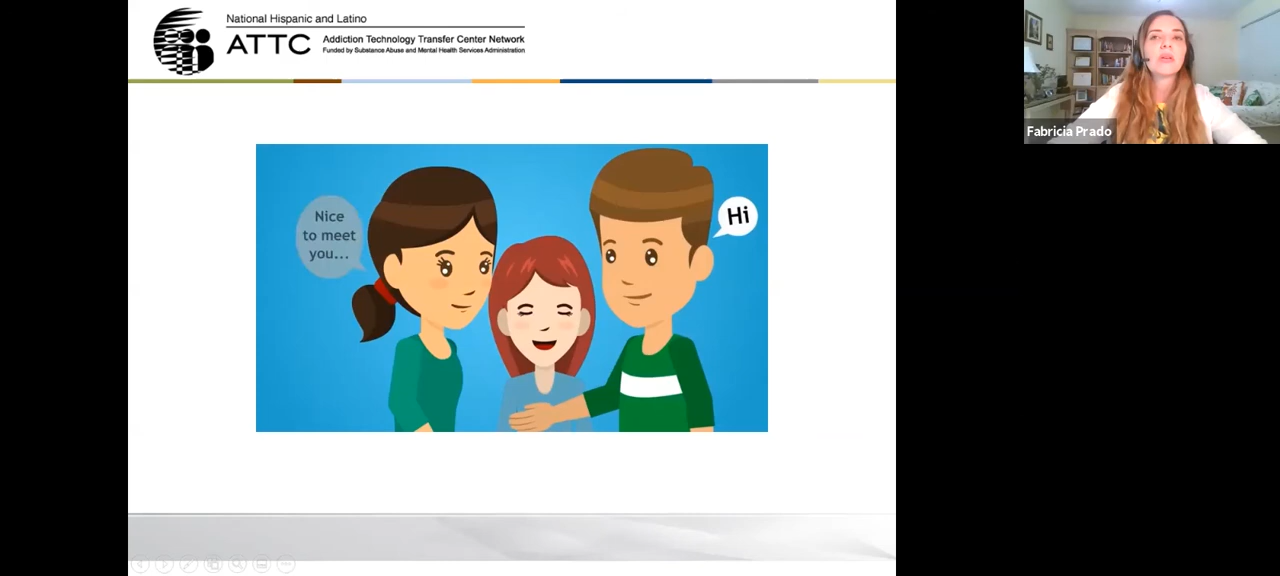 National Hispanic and Latino
ATTC
Addiction Technology Transfer Center Network
Funded by Substance Abuse and Mental Health Services Administration
Nice
to meet
you...
Hi
Fabricia Prado